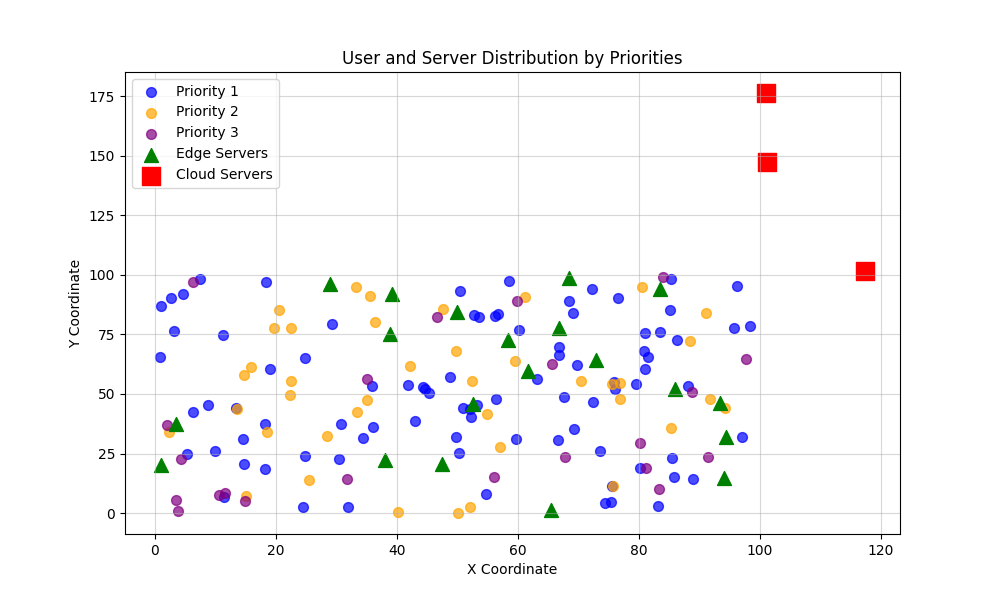 User and Server Distribution by Priorities
Priority 1
Priority 2
Priority 3
Edge Servers
Cloud Servers
175
150
125
100
75
50
25
0
Y Coordinate
0 20 40 60 80 100 120
X Coordinate